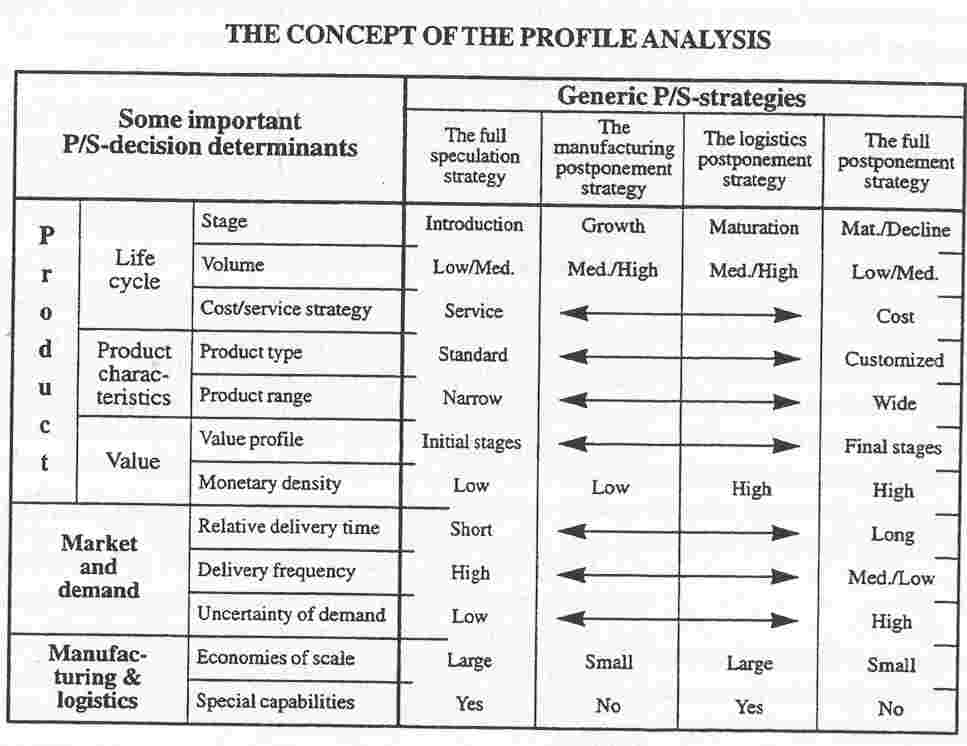 THE CONCEPT OF THE PROFILE ANALYSIS
Some important
P/S-decision determinants
Generic P/S-strategies
The full
speculation
strategy
The
manufacturing
postponement
strategy
The logistics
postponement
strategy
The full
postponement
strategy
Product
Life
cycle
Stage
Introduction
Growth
Maturation
Mat./Decline
Volume
Low/Med.
Med./High
Med./High
Low/Med.
Cost/service strategy
Service
Cost
Product
charac-
teristics
Product type
Standard
Customized
Product range
Narrow
Wide
Value
Value profile
Initial stages
Final stages
Monetary density
Low
Low
High
High
Market
and
demand
Relative delivery time
Short
Long
Delivery frequency
High
Med./Low
Uncertainty of demand
Low
High
Manufac-
turing &
logistics
Economies of scale
Large
Small
Large
Small
Special capabilities
Yes
No
Yes
No